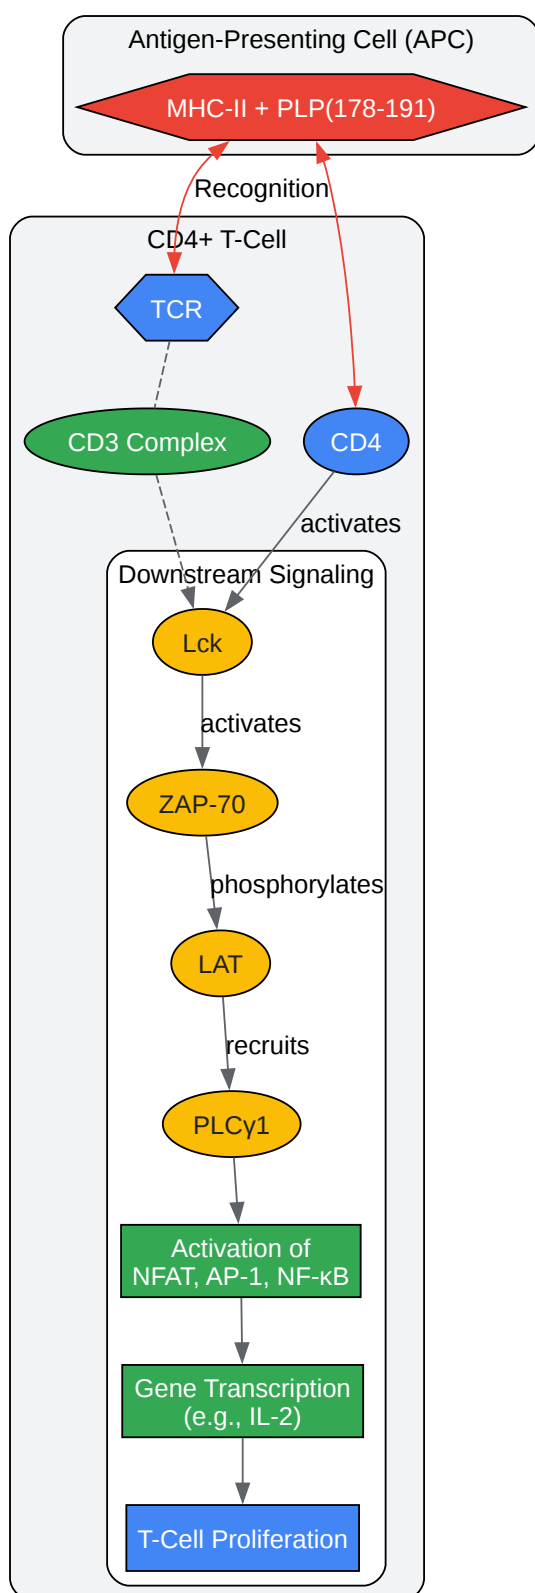 Antigen-Presenting Cell (APC)
MHC-II + PLP(178-191)
Recognition
CD4+ T-Cell
TCR
CD3 Complex
CD4
activates
Downstream Signaling
Lck
activates
ZAP-70
phosphorylates
LAT
recruits
PLCγ1
Activation of
NFAT, AP-1, NF-κB
Gene Transcription
(e.g., IL-2)
T-Cell Proliferation